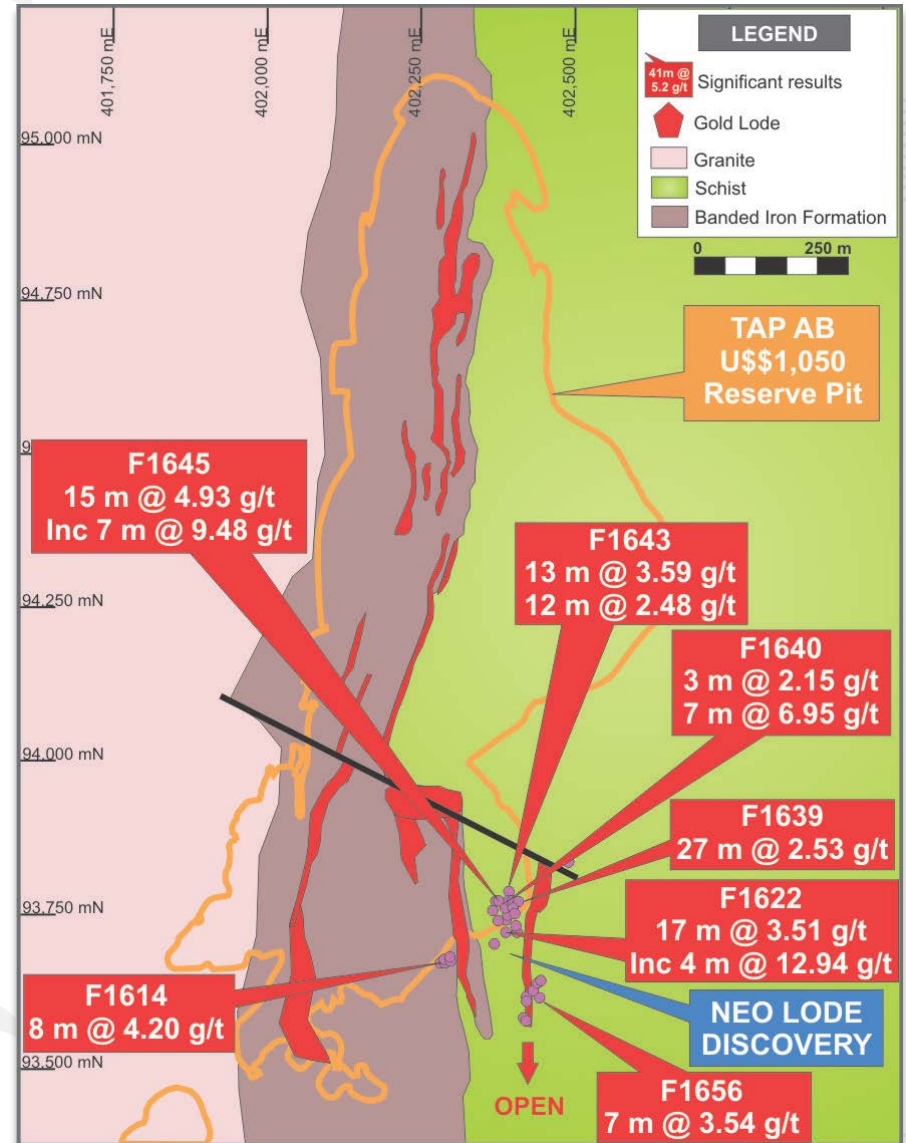 401,750 mE
402,000 mE
402,250 mE
402,500 mE
LEGEND
41m @
5.2 g/t
Significant results
Gold Lode
Granite
Schist
Banded Iron Formation
0 250 m
95,000 mN
94,750 mN
TAP AB
U$$1,050
Reserve Pit
F1645
15 m @ 4.93 g/t
Inc 7 m @ 9.48 g/t
F1643
13 m @ 3.59 g/t
12 m @ 2.48 g/t
94,250 mN
F1640
3 m @ 2.15 g/t
7 m @ 6.95 g/t
94,000 mN
F1639
27 m @ 2.53 g/t
93,750 mN
F1622
17 m @ 3.51 g/t
Inc 4 m @ 12.94 g/t
F1614
8 m @ 4.20 g/t
NEO LODE
DISCOVERY
93,500 mN
F1656
7 m @ 3.54 g/t
OPEN